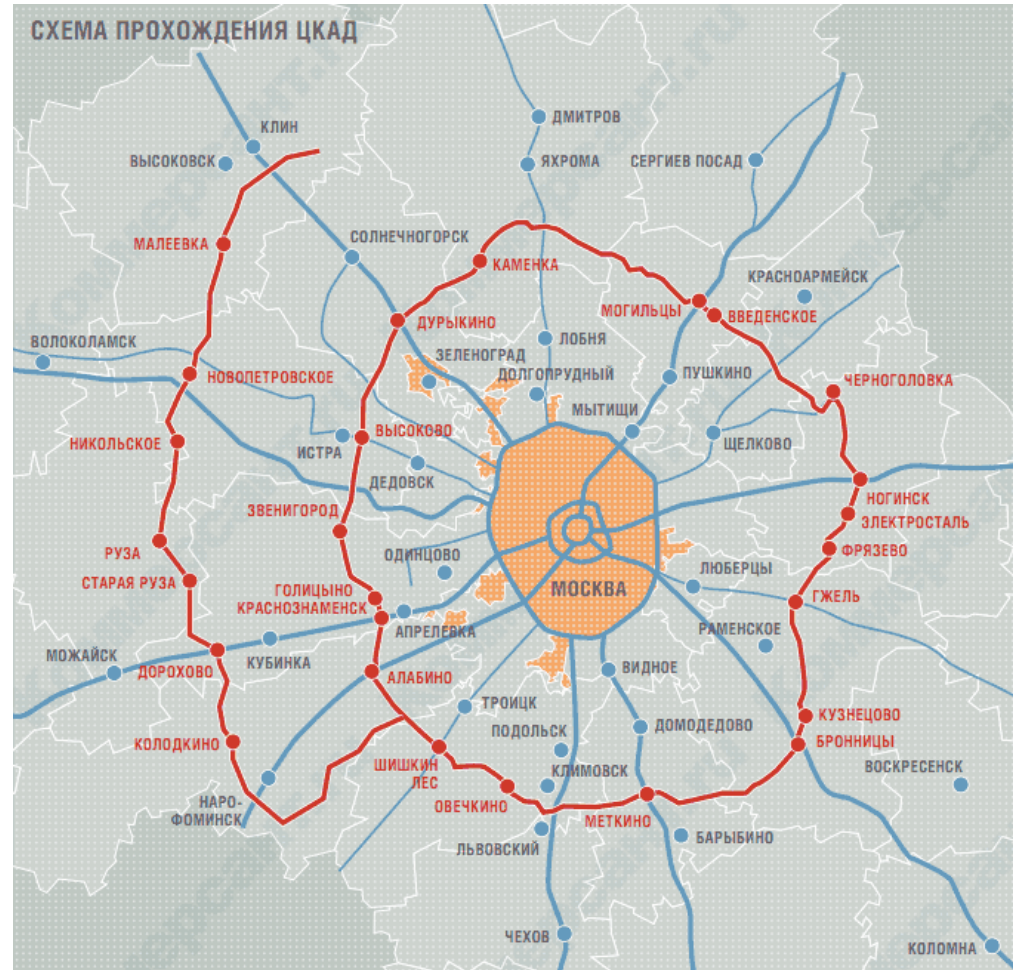 СХЕМА ПРОХОЖДЕНИЯ ЦКАД
ДМИТРОВ
КЛИН
ВЫСОКОВСК
ЯХРОМА
СЕРГИЕВ ПОСАД
СОЛНЕЧНОГОРСК
МАЛЕЕВКА
КАМЕНКА
КРАСНОАРМЕЙСК
МОГИЛЬЦЫ
ВВЕДЕНСКОЕ
ДУРЫКИНО
ВОЛОКОЛАМСК
ЛОБНЯ
ЗЕЛЕНОГРАД
НОВОПЕТРОВСКОЕ
ДОЛГОПРУДНЫЙ
ПУШКИНО
ЧЕРНОГОЛОВКА
МЫТИЩИ
НИКОЛЬСКОЕ
ВЫСОКОВО
ЩЕЛКОВО
ИСТРА
ДЕДОВСК
НОГИНСК
ЗВЕНИГОРОД
ЭЛЕКТРОСТАЛЬ
РУЗА
ОДИНЦОВО
ФРЯЗЕВО
ЛЮБЕРЦЫ
СТАРАЯ РУЗА
ГОЛИЦЫНО
МОСКВА
ГЖЕЛЬ
КРАСНОЗНАМЕНСК
АПРЕЛЕВКА
РАМЕНСКОЕ
МОЖАЙСК
КУБИНКА
ДОРОХОВО
АЛАБИНО
ВИДНОЕ
ТРОИЦК
КУЗНЕЦОВО
ПОДОЛЬСК
ДОМОДЕДОВО
КОЛОДКИНО
БРОННИЦЫ
ШИШКИН
ЛЕС
КЛИМОВСК
ВОСКРЕСЕНСК
НАРО-
ФОМИНСК
ОВЕЧКИНО
МЕТКИНО
БАРЫБИНО
ЛЬВОВСКИЙ
ЧЕХОВ
КОЛОМНА